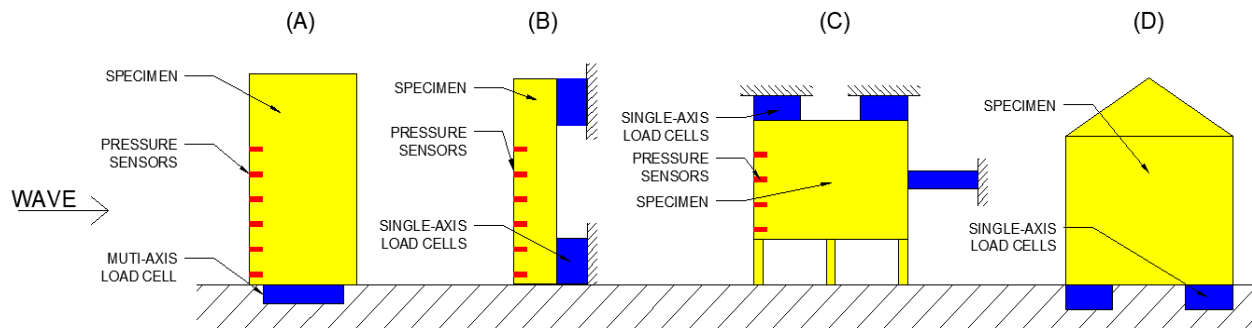 (A)
(B)
(C)
(D)
SPECIMEN
PRESSURE
SENSORS
WAVE
MUTI-AXIS
LOAD CELL
SPECIMEN
PRESSURE
SENSORS
SINGLE-AXIS
LOAD CELLS
SINGLE-AXIS
LOAD CELLS
PRESSURE
SENSORS
SPECIMEN
SPECIMEN
SINGLE-AXIS
LOAD CELLS